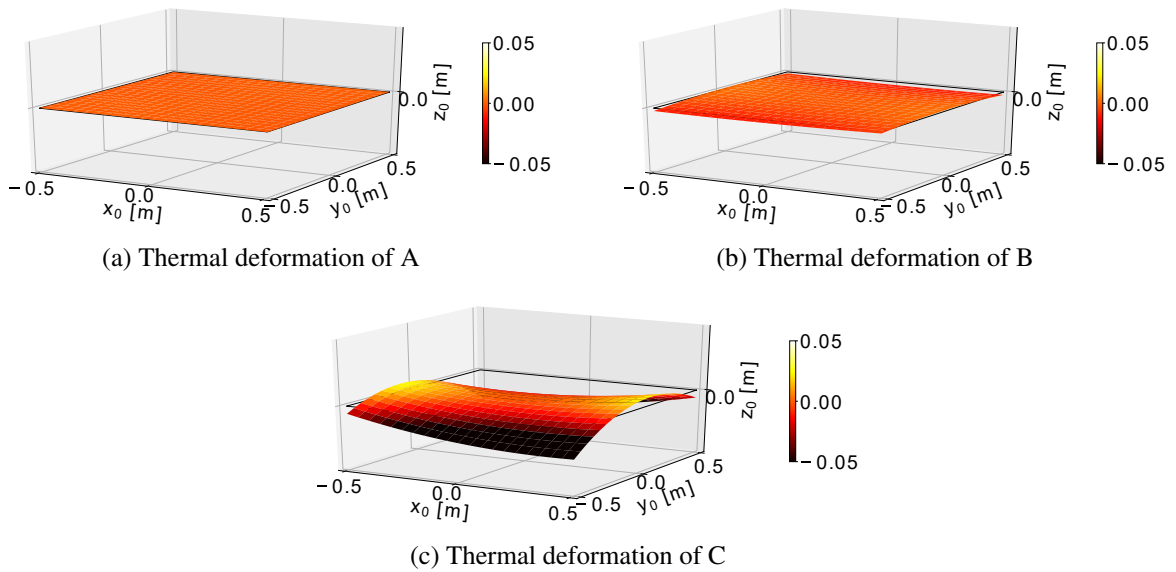 0.05
0.00
−0.05
0.0
z₀ [m]
−0.5
0.0
0.5
x₀ [m]
−0.5
0.0
0.5
y₀ [m]
(a) Thermal deformation of A
0.05
0.00
−0.05
0.0
z₀ [m]
−0.5
0.0
0.5
x₀ [m]
−0.5
0.0
0.5
y₀ [m]
(b) Thermal deformation of B
0.05
0.00
−0.05
0.0
z₀ [m]
−0.5
0.0
0.5
x₀ [m]
−0.5
0.0
0.5
y₀ [m]
(c) Thermal deformation of C